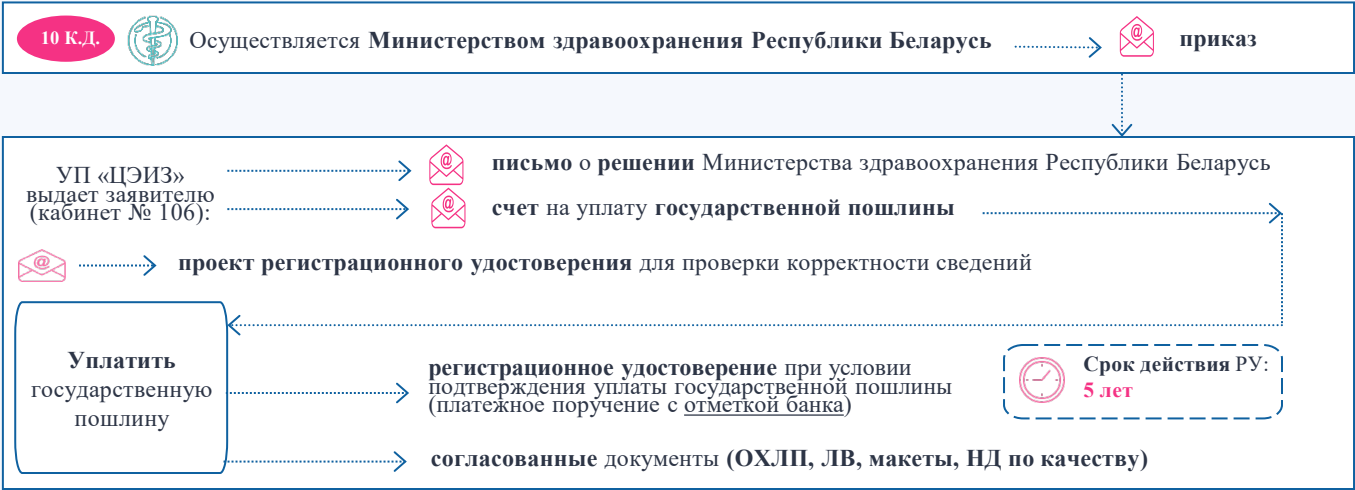 10 К.Д.
Осуществляется Министерством здравоохранения Республики Беларусь
приказ
УП «ЦЭИЗ»
выдает заявителю
(кабинет № 106):
письмо о решении Министерства здравоохранения Республики Беларусь
счет на уплату государственной пошлины
проект регистрационного удостоверения для проверки корректности сведений
Уплатить
государственную
пошлину
регистрационное удостоверение при условии
подтверждения уплаты государственной пошлины
(платежное поручение с отметкой банка)
Срок действия РУ:
5 лет
согласованные документы (ОХЛП, ЛВ, макеты, НД по качеству)